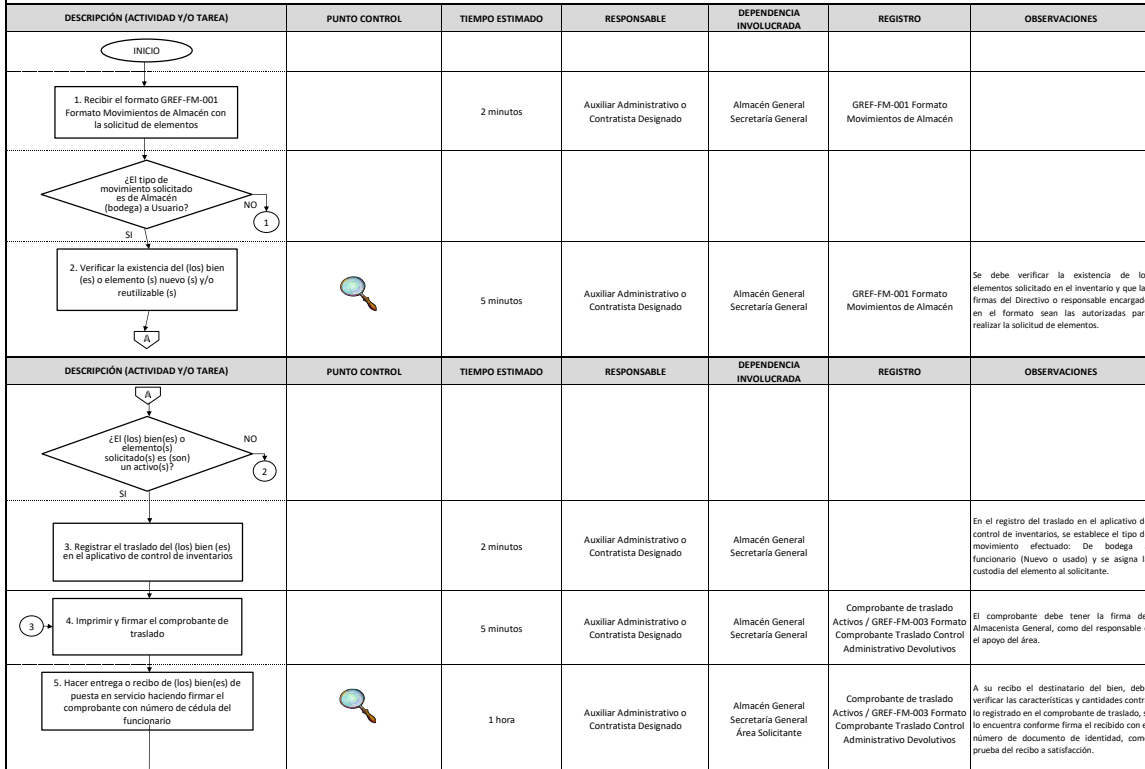 DESCRIPCIÓN (ACTIVIDAD Y/O TAREA) PUNTO CONTROL TIEMPO ESTIMADO RESPONSABLE DEPENDENCIA INVOLUCRADA REGISTRO OBSERVACIONES
INICIO
1. Recibir el formato GREF-FM-001
Formato Movimientos de Almacén con
la solicitud de elementos
2 minutos
Auxiliar Administrativo o
Contratista Designado
Almacén General
Secretaría General
GREF-FM-001 Formato
Movimientos de Almacén
¿El tipo de
movimiento solicitado
es de Almacén
(bodega) a Usuario?
NO
1
SI
2. Verificar la existencia del (los) bien
(es) o elemento (s) nuevo (s) y/o
reutilizable (s)
5 minutos
Auxiliar Administrativo o
Contratista Designado
Almacén General
Secretaría General
GREF-FM-001 Formato
Movimientos de Almacén
Se debe verificar la existencia de
elementos solicitado en el inventario y que
firmas del Directivo o responsable
en el formato sean las autorizadas
realizar la solicitud de elementos.
A
DESCRIPCIÓN (ACTIVIDAD Y/O TAREA) PUNTO CONTROL TIEMPO ESTIMADO RESPONSABLE DEPENDENCIA INVOLUCRADA REGISTRO OBSERVACIONES
A
¿El (los) bien(es) o
elemento(s)
solicitado(s) es (son)
un activo(s)?
NO
2
SI
3. Registrar el traslado del (los) bien (es)
en el aplicativo de control de inventarios
2 minutos
Auxiliar Administrativo o
Contratista Designado
Almacén General
Secretaría General
En el registro del traslado en el aplicativo
control de inventarios, se establece el tipo
movimiento efectuado: De bodega
funcionario (Nuevo o usado) y se asigna
custodia del elemento al solicitante.
3
4. Imprimir y firmar el comprobante de
traslado
5 minutos
Auxiliar Administrativo o
Contratista Designado
Almacén General
Secretaría General
Comprobante de traslado
Activos / GREF-FM-003 Formato
Comprobante Traslado Control
Administrativo Devolutivos
El comprobante debe tener la firma
Almacenista General, como del responsable
el apoyo del área.
5. Hacer entrega o recibo de (los) bien(es) de
puesta en servicio haciendo firmar el
comprobante con número de cédula del
funcionario
1 hora
Auxiliar Administrativo o
Contratista Designado
Almacén General
Secretaría General
Área Solicitante
Comprobante de traslado
Activos / GREF-FM-003 Formato
Comprobante Traslado Control
Administrativo Devolutivos
A su recibo el destinatario del bien,
verificar las características y cantidades
lo registrado en el comprobante de traslado,
lo encuentra conforme firma el recibido con
número de documento de identidad,
prueba del recibo a satisfacción.